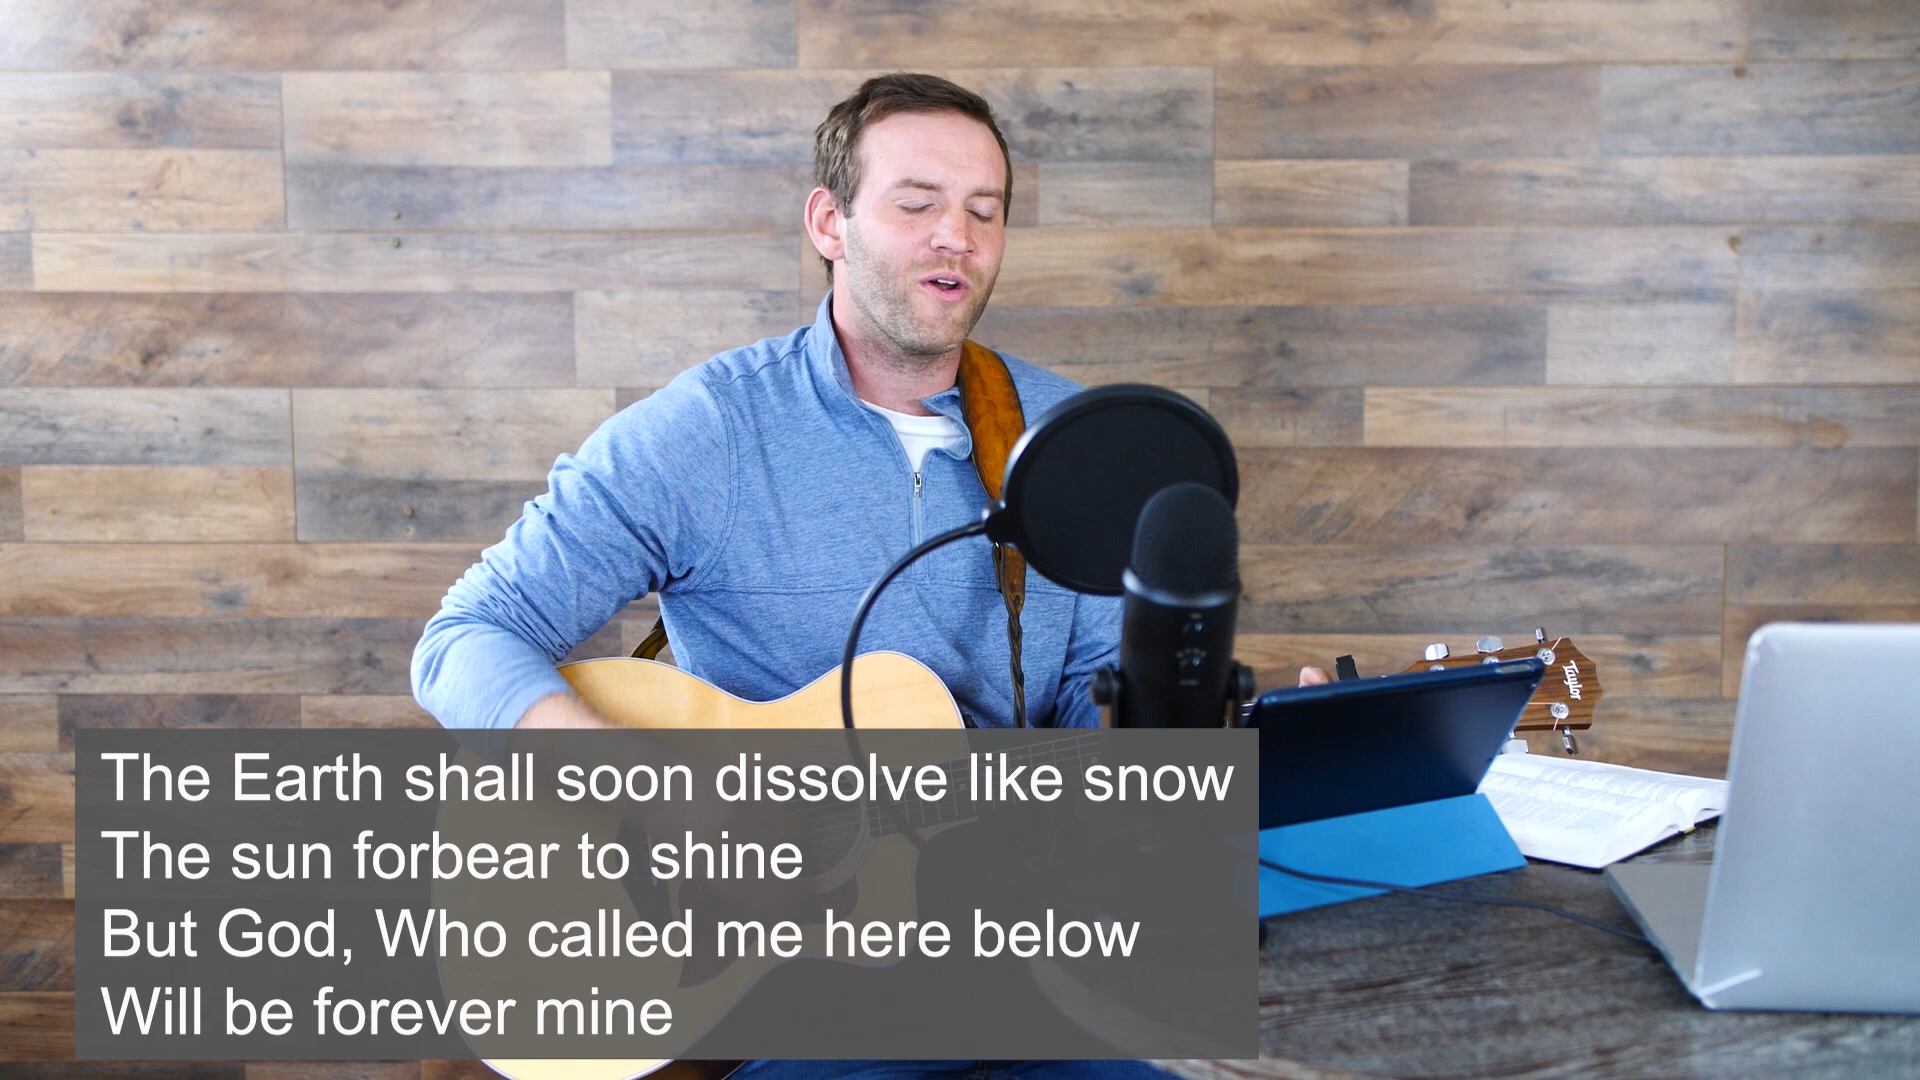 Taylor
The Earth shall soon dissolve like snow
The sun forbear to shine
But God, Who called me here below
Will be forever mine